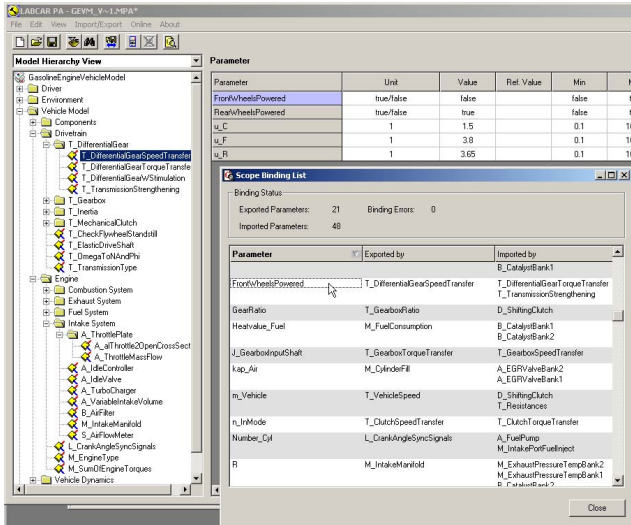 LABCAR PA - GEVM_V~1.MPA*
File Edit View Import/Export Online About
Model Hierarchy View
GasolineEngineVehicleModel
Driver
Environment
Vehicle Model
Components
Drivetrain
T_DifferentialGear
T_DifferentialGearSpeedTransfer
T_DifferentialGearTorqueTransfe
T_DifferentialGearWStimulation
T_TransmissionStrengthening
T_Gearbox
T_Inertia
T_MechanicalClutch
T_CheckFlywheelStandstill
T_ElasticDriveShaft
T_OmegaToNAndPhi
T_TransmissionType
Engine
Combustion System
Exhaust System
Fuel System
Intake System
A_ThrottlePlate
A_alThrottle2OpenCrossSect
A_ThrottleMassFlow
A_IdleController
A_IdleValve
A_TurboCharger
A_VariableIntakeVolume
B_AirFilter
M_IntakeManifold
S_AirFlowMeter
L_CrankAngleSyncSignals
M_EngineType
M_SumOfEngineTorques
Vehicle Dynamics
Parameter
Parameter Unit Value Ref. Value Min
FrontWheelsPowered true/false false false
RearWheelsPowered true/false true false
u_C 1 1.5 0.1
u_F 1 3.8 0.1
u_R 1 3.65 0.1
Scope Binding List
Binding Status
Exported Parameters: 21 Binding Errors: 0
Imported Parameters: 48
Parameter Exported by Imported by
B_CatalystBank1
FrontWheelsPowered T_DifferentialGearSpeedTransfer T_DifferentialGearTorqueTransfer
T_TransmissionStrengthening
GearRatio T_GearboxRatio D_ShiftingClutch
Heatvalue_Fuel M_FuelConsumption B_CatalystBank1
B_CatalystBank2
J_GearboxInputShaft T_GearboxTorqueTransfer T_GearboxSpeedTransfer
kap_Air M_CylinderFill A_EGRValveBank2
A_EGRValveBank1
m_Vehicle T_VehicleSpeed D_ShiftingClutch
T_Resistances
n_InMode T_ClutchSpeedTransfer T_ClutchTorqueTransfer
Number_Cyl L_CrankAngleSyncSignals A_FuelPump
M_IntakePortFuelInject
R M_IntakeManifold M_ExhaustPressureTempBank2
M_ExhaustPressureTempBank1
B_CatalystBank2
Close